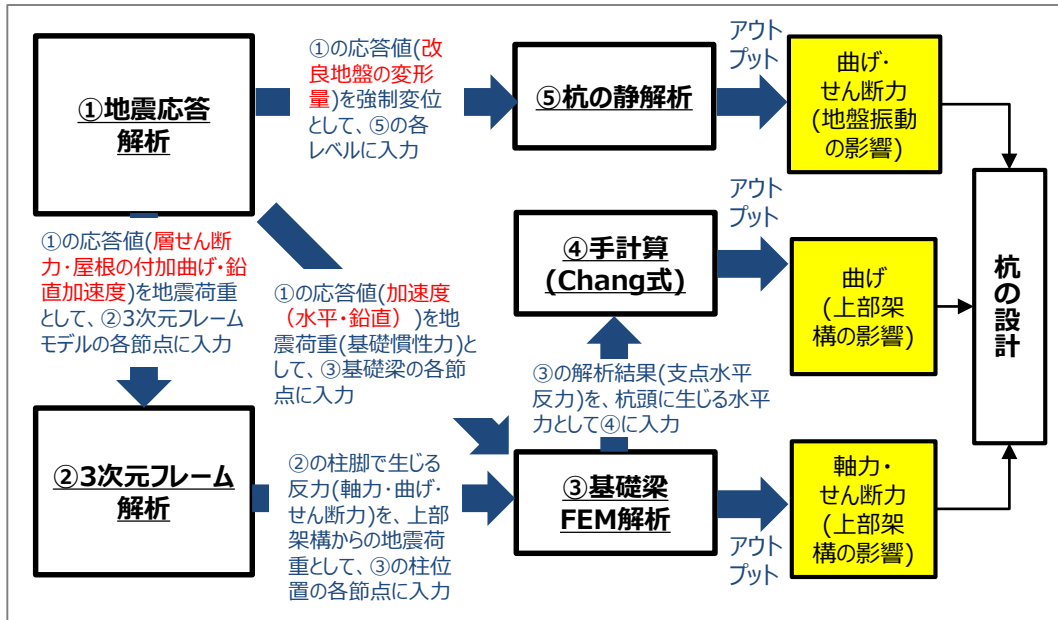 ①地震応答
解析
①の応答値(改
良地盤の変形
量)を強制変位
として、⑤の各
レベルに入力
⑤杭の静解析
アウト
プット
曲げ・
せん断力
(地盤振動
の影響)
①の応答値(層せん断
力・屋根の付加曲げ・鉛
直加速度)を地震荷重
として、②3次元フレーム
モデルの各節点に入力
①の応答値(加速度
（水平・鉛直）)を地
震荷重(基礎慣性力)と
して、③基礎梁の各節
点に入力
④手計算
(Chang式)
アウト
プット
曲げ
(上部架
構の影響)
杭の設計
③の解析結果(支点水平
反力)を、杭頭に生じる水平
力として④に入力
②3次元フレーム
解析
②の柱脚で生じる
反力(軸力・曲げ・
せん断力)を、上部
架構からの地震荷
重として、③の柱位
置の各節点に入力
③基礎梁
FEM解析
アウト
プット
軸力・
せん断力
(上部架
構の影響)